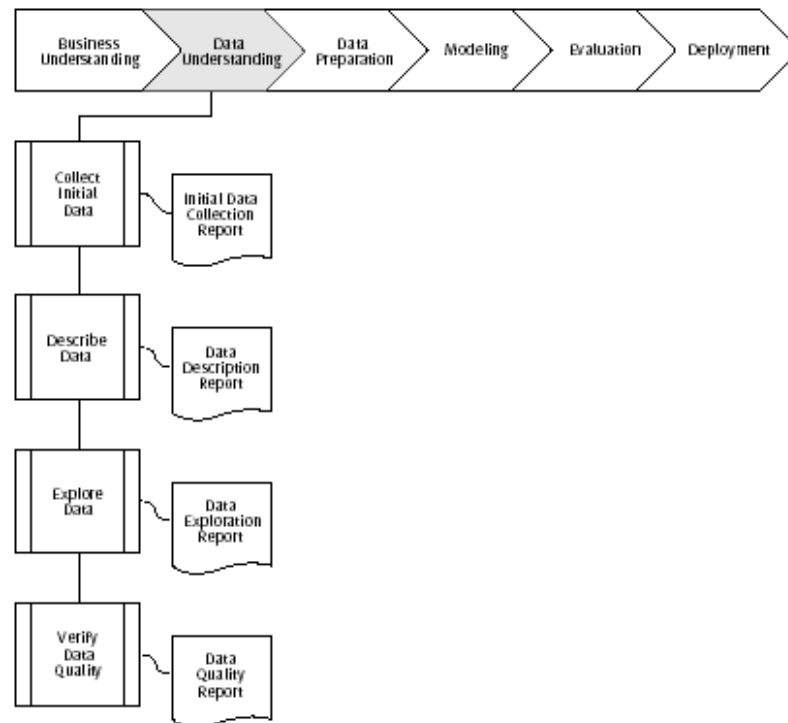 Business
Understanding
Data
Understanding
Data
Preparation
Modeling
Evaluation
Deployment
Collect
Initial
Data
Initial Data
Collection
Report
Describe
Data
Data
Description
Report
Explore
Data
Data
Exploration
Report
Verify
Data
Quality
Data
Quality
Report